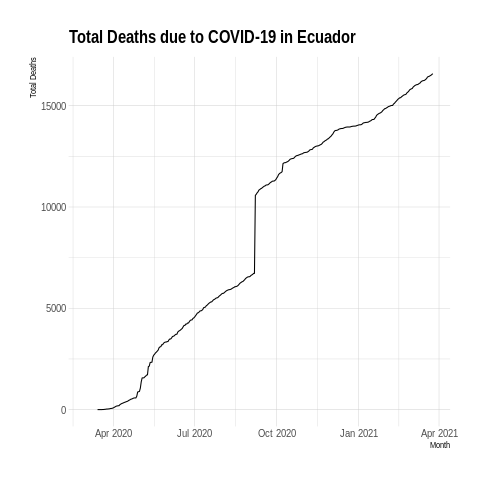 Total Deaths due to COVID-19 in Ecuador
Total Deaths
15000
10000
5000
0
Apr 2020 Jul 2020 Oct 2020 Jan 2021 Apr 2021
Month